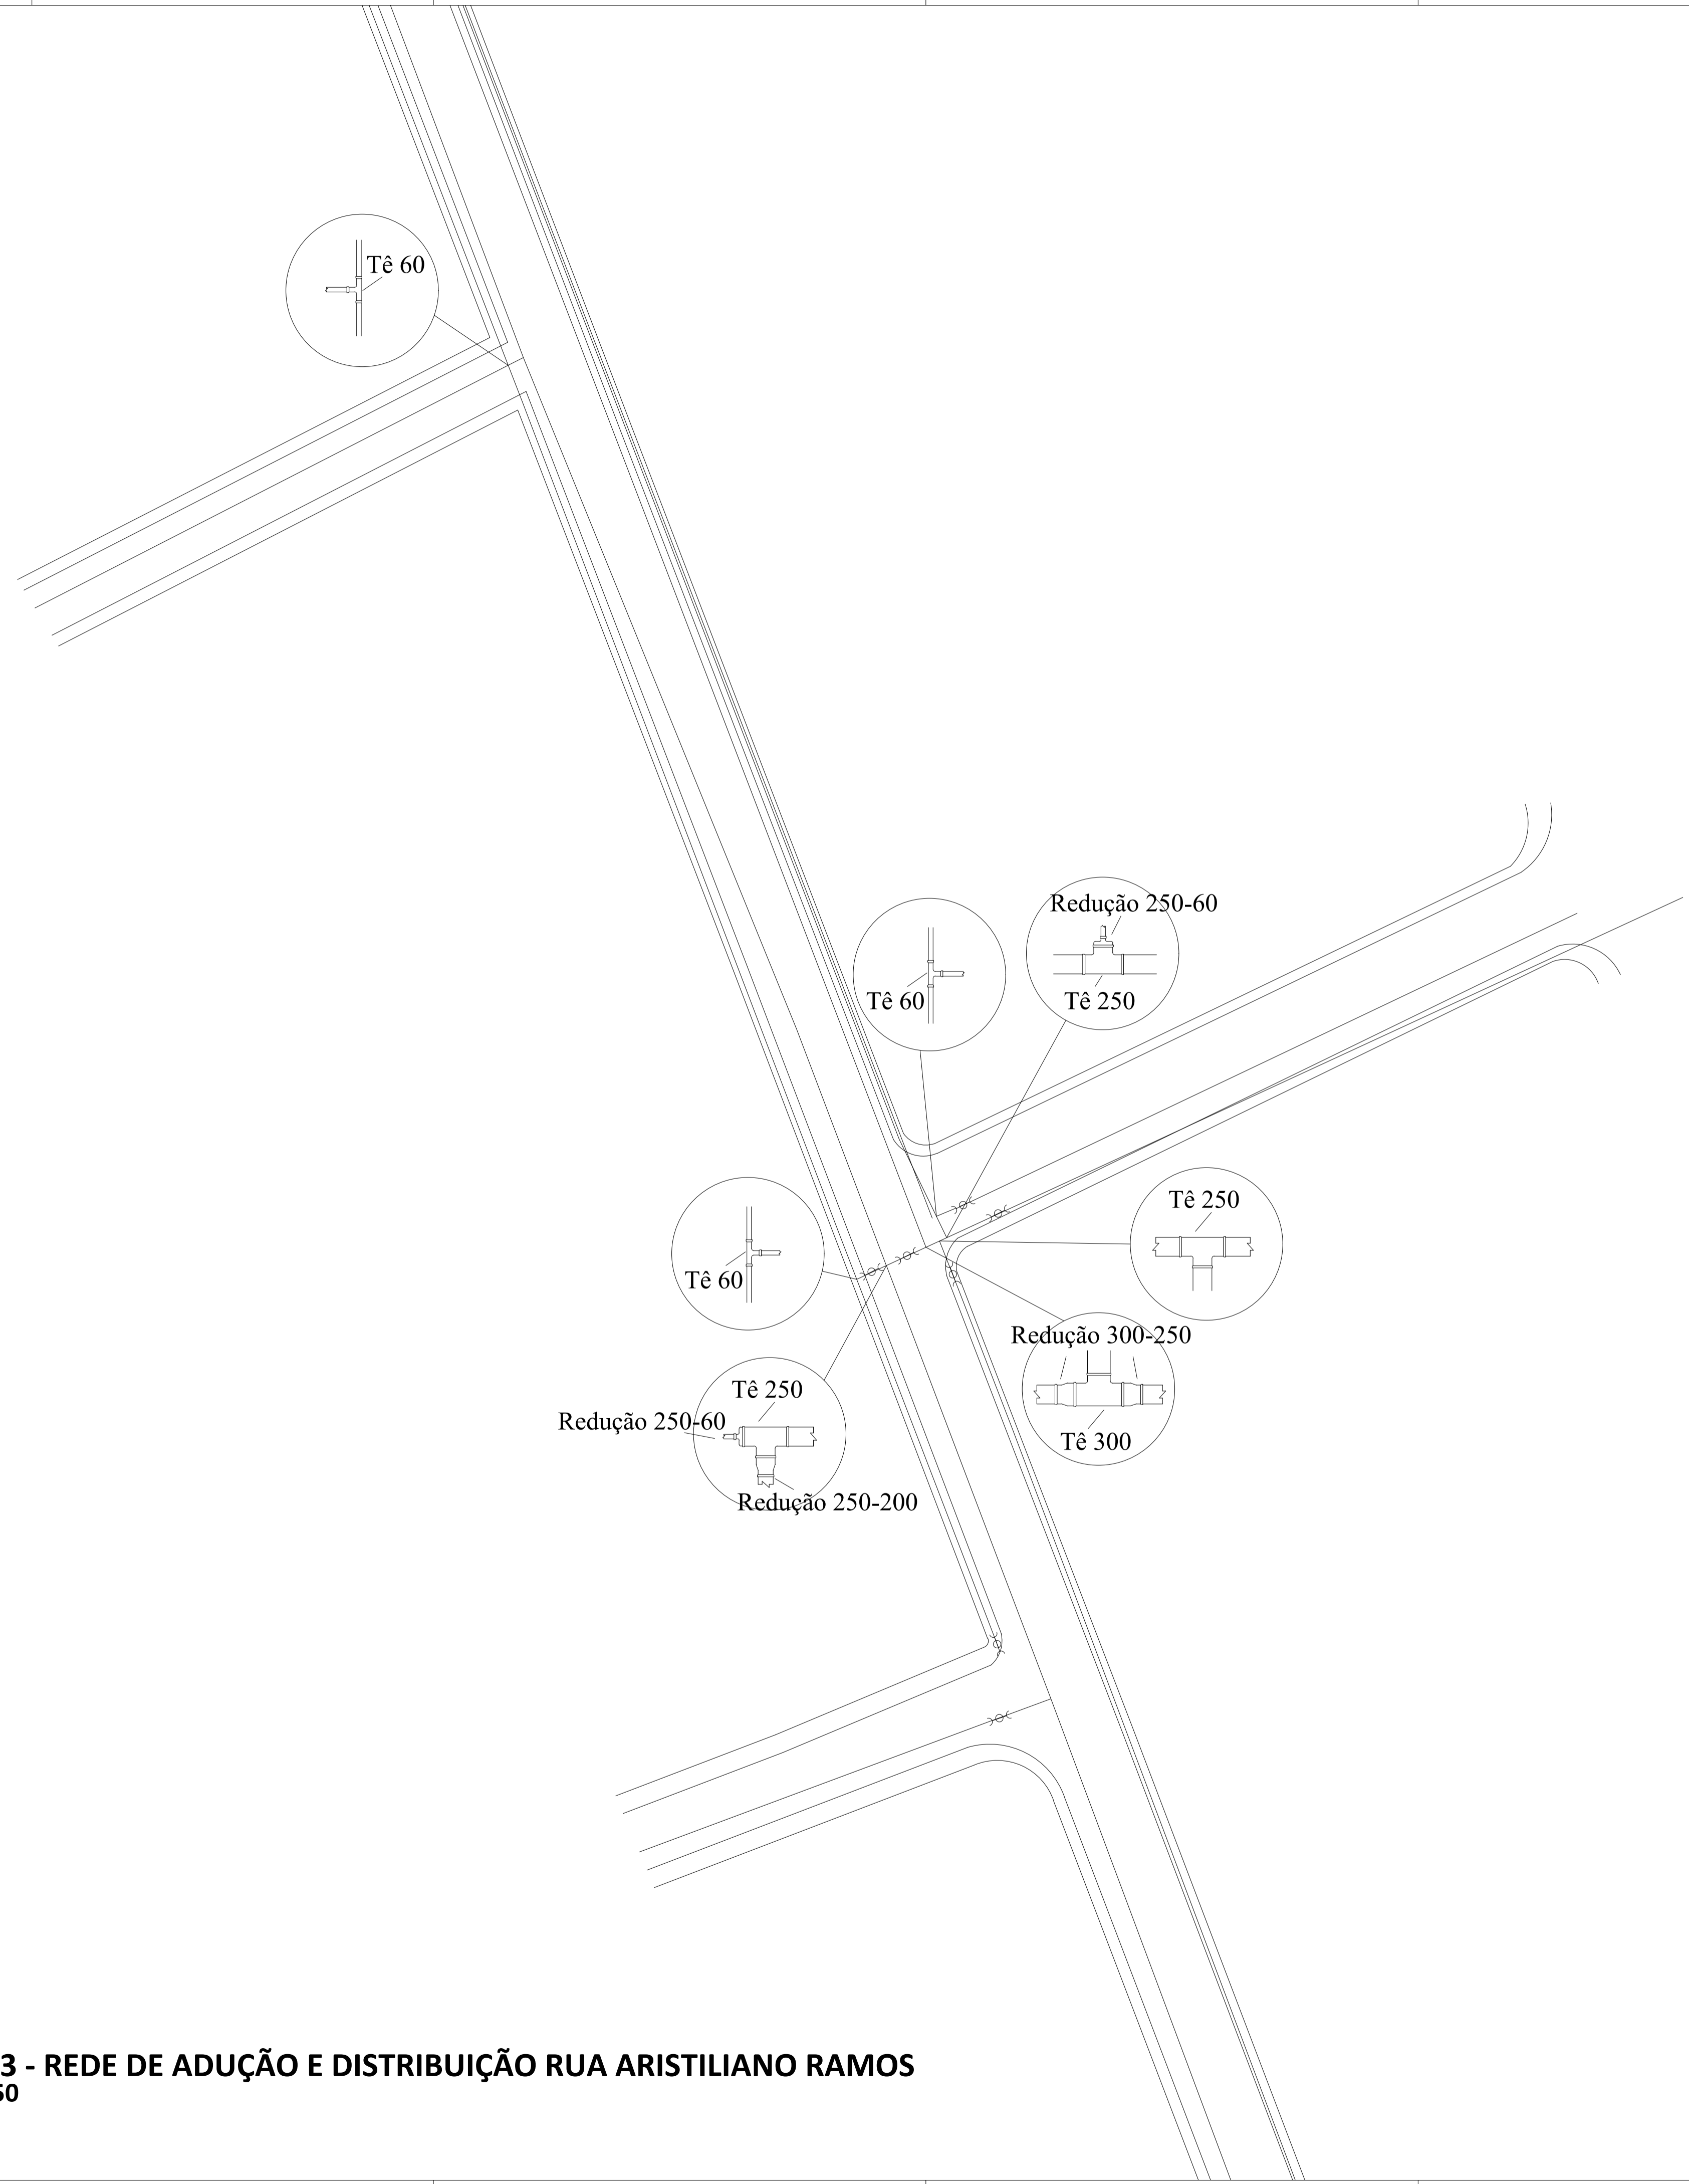 Tê 60
Redução 250-60
Tê 60
Tê 250
Tê 250
Tê 60
Redução 300-250
Tê 250
Redução 250-60
Tê 300
Redução 250-200
3 - REDE DE ADUÇÃO E DISTRIBUIÇÃO RUA ARISTILIANO RAMOS